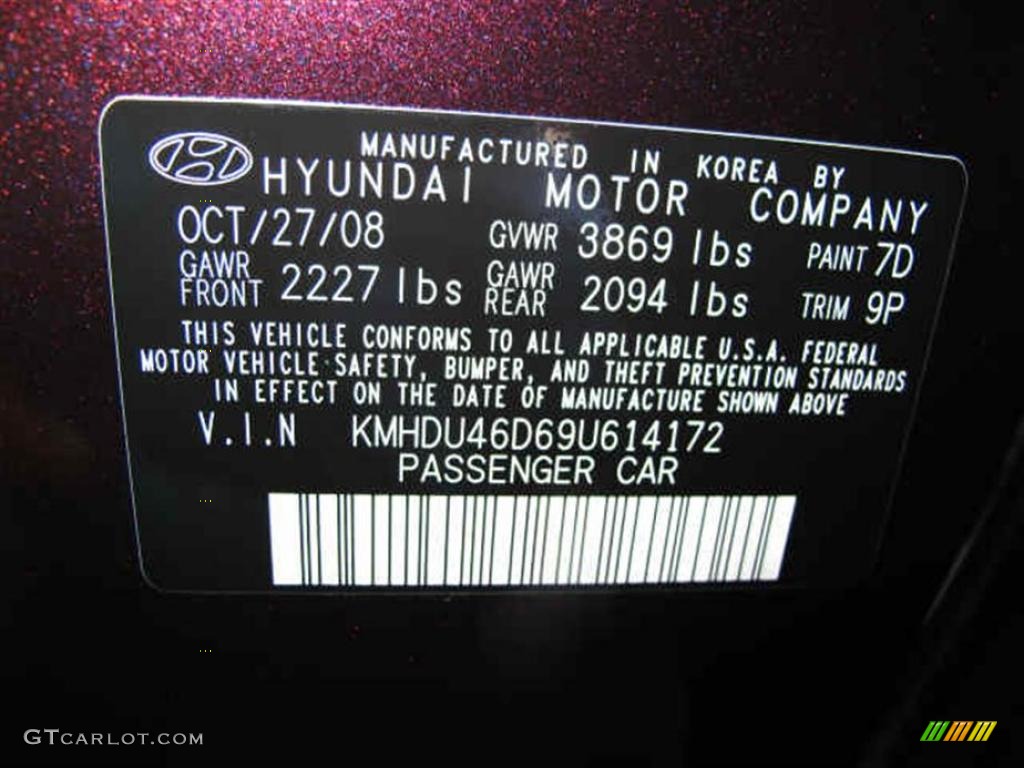 MANUFACTURED IN KOREA BY
HYUNDAI MOTOR COMPANY
OCT/27/08 GVWR 3869 lbs PAINT 7D
GAWR FRONT 2227 lbs GAWR REAR 2094 lbs TRIM 9P
THIS VEHICLE CONFORMS TO ALL APPLICABLE U.S.A. FEDERAL
MOTOR VEHICLE SAFETY, BUMPER, AND THEFT PREVENTION STANDARDS
IN EFFECT ON THE DATE OF MANUFACTURE SHOWN ABOVE
V.I.N KMHDU46D69U614172
PASSENGER CAR
GTCARLOT.COM